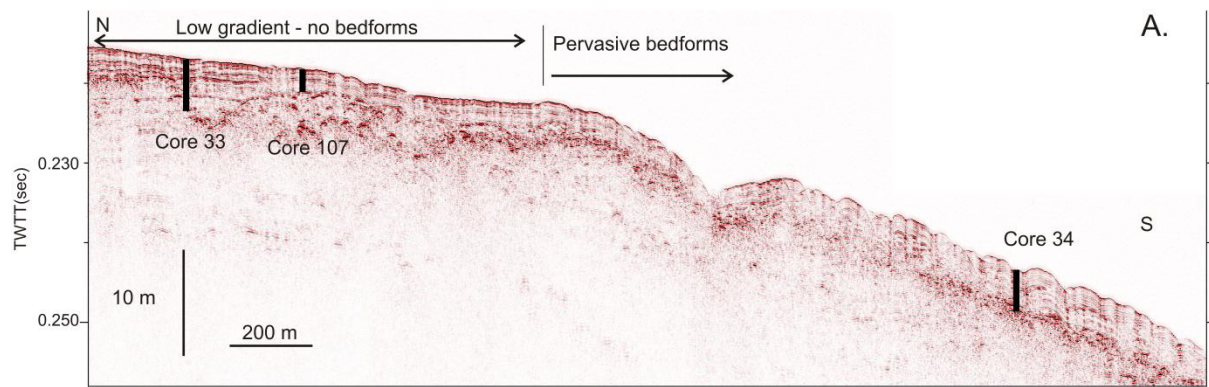 N
Low gradient - no bedforms
Pervasive bedforms
A.
Core 33
Core 107
0.230
TWTT(sec)
S
Core 34
10 m
0.250
200 m